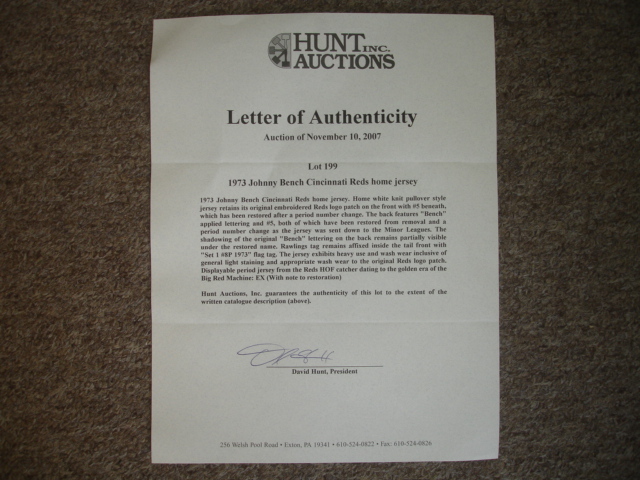 HUNT INC.
AUCTIONS
Letter of Authenticity
Auction of November 10, 2007
Lot 199
1973 Johnny Bench Cincinnati Reds home jersey
1973 Johnny Bench Cincinnati Reds home jersey. Home white knit pullover style
jersey retains its original embroidered Reds logo patch on the front with #5 beneath,
which has been restored after a period number change. The back features "Bench"
applied lettering and #5, both of which have been restored from removal and a
period number change as the jersey was sent down to the Minor Leagues. The
shadowing of the original "Bench" lettering on the back remains partially visible
under the restored name. Rawlings tag remains affixed inside the tail front with
"Set 1 #8P 1973" flag tag. The jersey exhibits heavy use and wash wear inclusive of
general light staining and appropriate wash wear to the original Reds logo patch.
Displayable period jersey from the Reds HOF catcher dating to the golden era of the
Big Red Machine: EX (With note to restoration)
Hunt Auctions, Inc. guarantees the authenticity of this lot to the extent of the
written catalogue description (above).
David Hunt, President
256 Welsh Pool Road • Exton, PA 19341 • 610-524-0822 • Fax: 610-524-0826